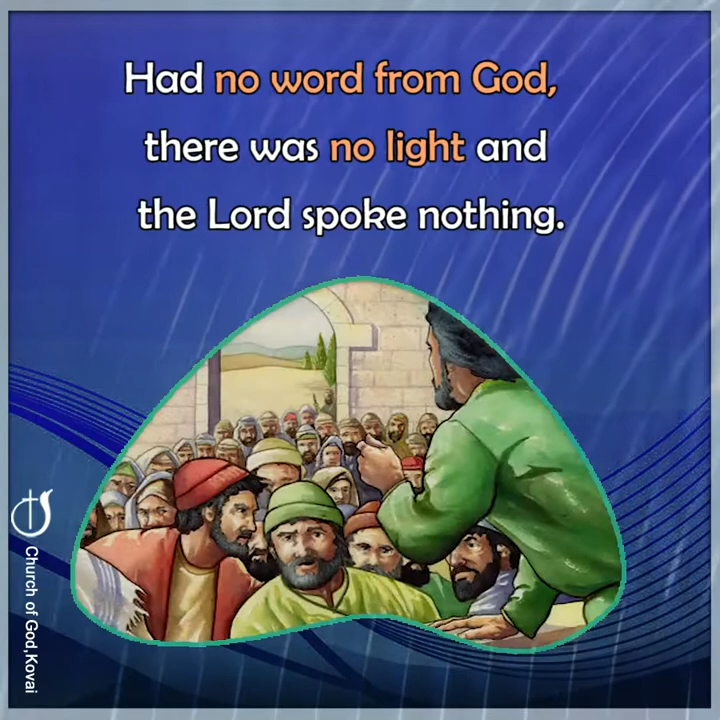 Had no word from God,
there was no light and
the Lord spoke nothing.
Church of God,Kovai